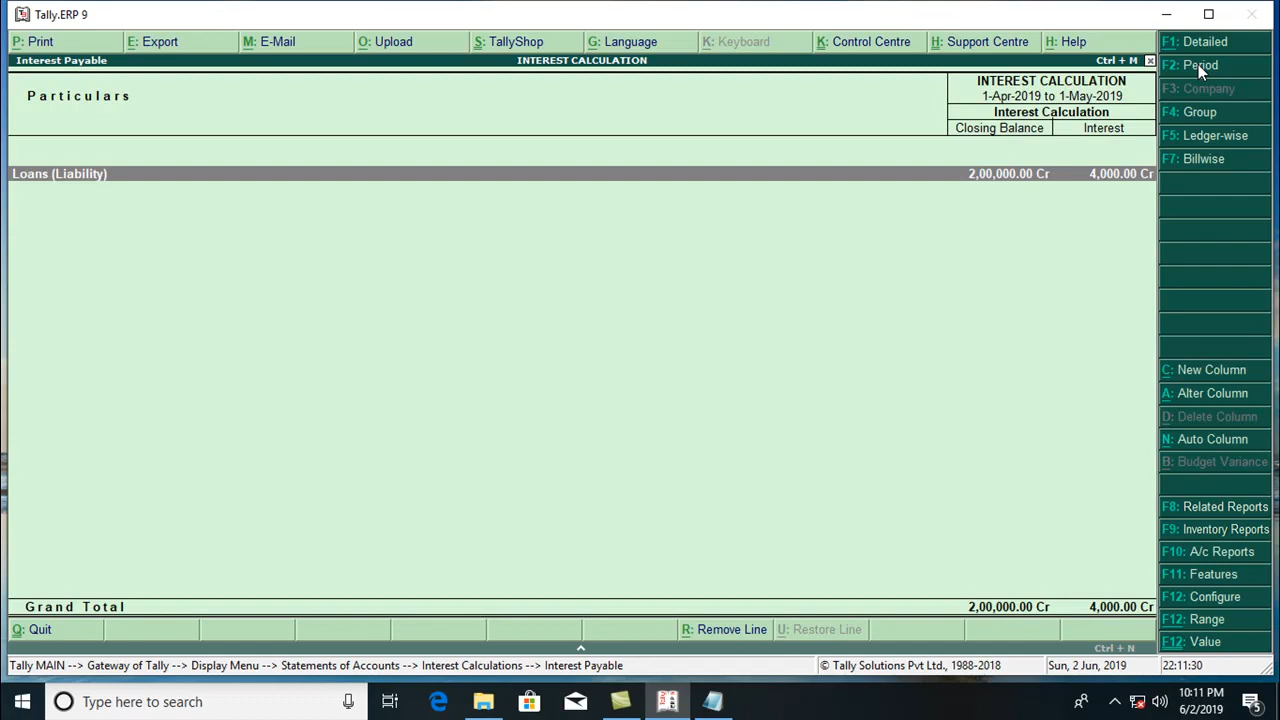 Tally.ERP 9
P: Print E: Export M: E-Mail O: Upload S: TallyShop G: Language K: Keyboard K: Control Centre H: Support Centre H: Help
Interest Payable INTEREST CALCULATION Ctrl + M
Particulars
INTEREST CALCULATION
1-Apr-2019 to 1-May-2019
Interest Calculation
Closing Balance Interest
Loans (Liability) 2,00,000.00 Cr 4,000.00 Cr
Grand Total 2,00,000.00 Cr 4,000.00 Cr
Q: Quit R: Remove Line U: Restore Line
Ctrl + N
F1: Detailed
F2: Period
F3: Company
F4: Group
F5: Ledger-wise
F7: Billwise
C: New Column
A: Alter Column
D: Delete Column
N: Auto Column
B: Budget Variance
F8: Related Reports
F9: Inventory Reports
F10: A/c Reports
F11: Features
F12: Configure
F12: Range
F12: Value
Tally MAIN --> Gateway of Tally --> Display Menu --> Statements of Accounts --> Interest Calculations --> Interest Payable © Tally Solutions Pvt Ltd., 1988-2018 Sun, 2 Jun, 2019 22:11:30
Type here to search
10:11 PM
6/2/2019
5